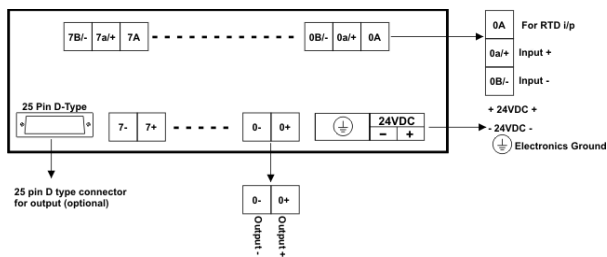 7B/- 7a/+ 7A
0B/- 0a/+ 0A
0A For RTD i/p
0a/+ Input +
0B/- Input -
25 Pin D-Type
7- 7+
0- 0+
24VDC
- +
+ 24VDC +
- 24VDC -
Electronics Ground
25 pin D type connector
for output (optional)
0- 0+
Output -
Output +